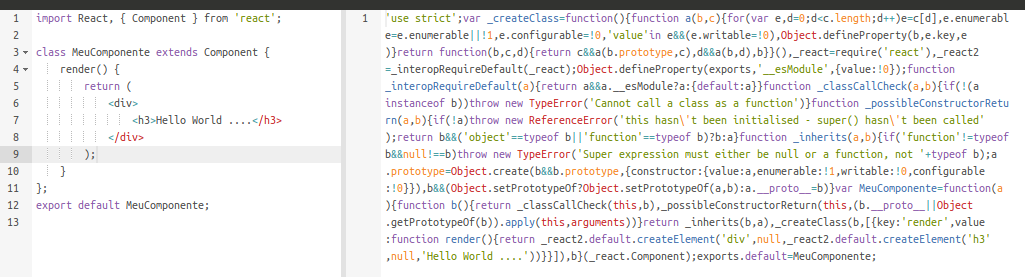 1 import React, { Component } from 'react';
2
3 class MeuComponente extends Component {
4 render() {
5 return (
6 <div>
7 <h3>Hello World ....</h3>
8 </div>
9 );
10 }
11 };
12 export default MeuComponente;
13
1 'use strict';var _createClass=function(){function a(b,c){for(var e,d=0;d<c.length;d++)e=c[d],e.enumerabl
e=e.enumerable||!1,e.configurable=!0,'value'in e&&(e.writable=!0),Object.defineProperty(b,e.key,e
)}return function(b,c,d){return c&&a(b.prototype,c),d&&a(b,d),b}}(),_react=require('react'),_react2
=_interopRequireDefault(_react);Object.defineProperty(exports,'__esModule',{value:!0});function
_interopRequireDefault(a){return a&&a.__esModule?a:{default:a}}function _classCallCheck(a,b){if(!(a
instanceof b))throw new TypeError('Cannot call a class as a function')}function _possibleConstructorRetu
rn(a,b){if(!a)throw new ReferenceError('this hasn\'t been initialised - super() hasn\'t been called'
);return b&&('object'==typeof b||'function'==typeof b)?b:a}function _inherits(a,b){if('function'!=typeof
b&&null!==b)throw new TypeError('Super expression must either be null or a function, not '+typeof b);a
.prototype=Object.create(b&&b.prototype,{constructor:{value:a,enumerable:!1,writable:!0,configurable
:!0}}),b&&(Object.setPrototypeOf?Object.setPrototypeOf(a,b):a.__proto__=b)}var MeuComponente=function(a
){function b(){return _classCallCheck(this,b),_possibleConstructorReturn(this,(b.__proto__||Object
.getPrototypeOf(b)).apply(this,arguments))}return _inherits(b,a),_createClass(b,[{key:'render',value
:function render(){return _react2.default.createElement('div',null,_react2.default.createElement('h3'
,null,'Hello World ....'))}}]),b}(_react.Component);exports.default=MeuComponente;